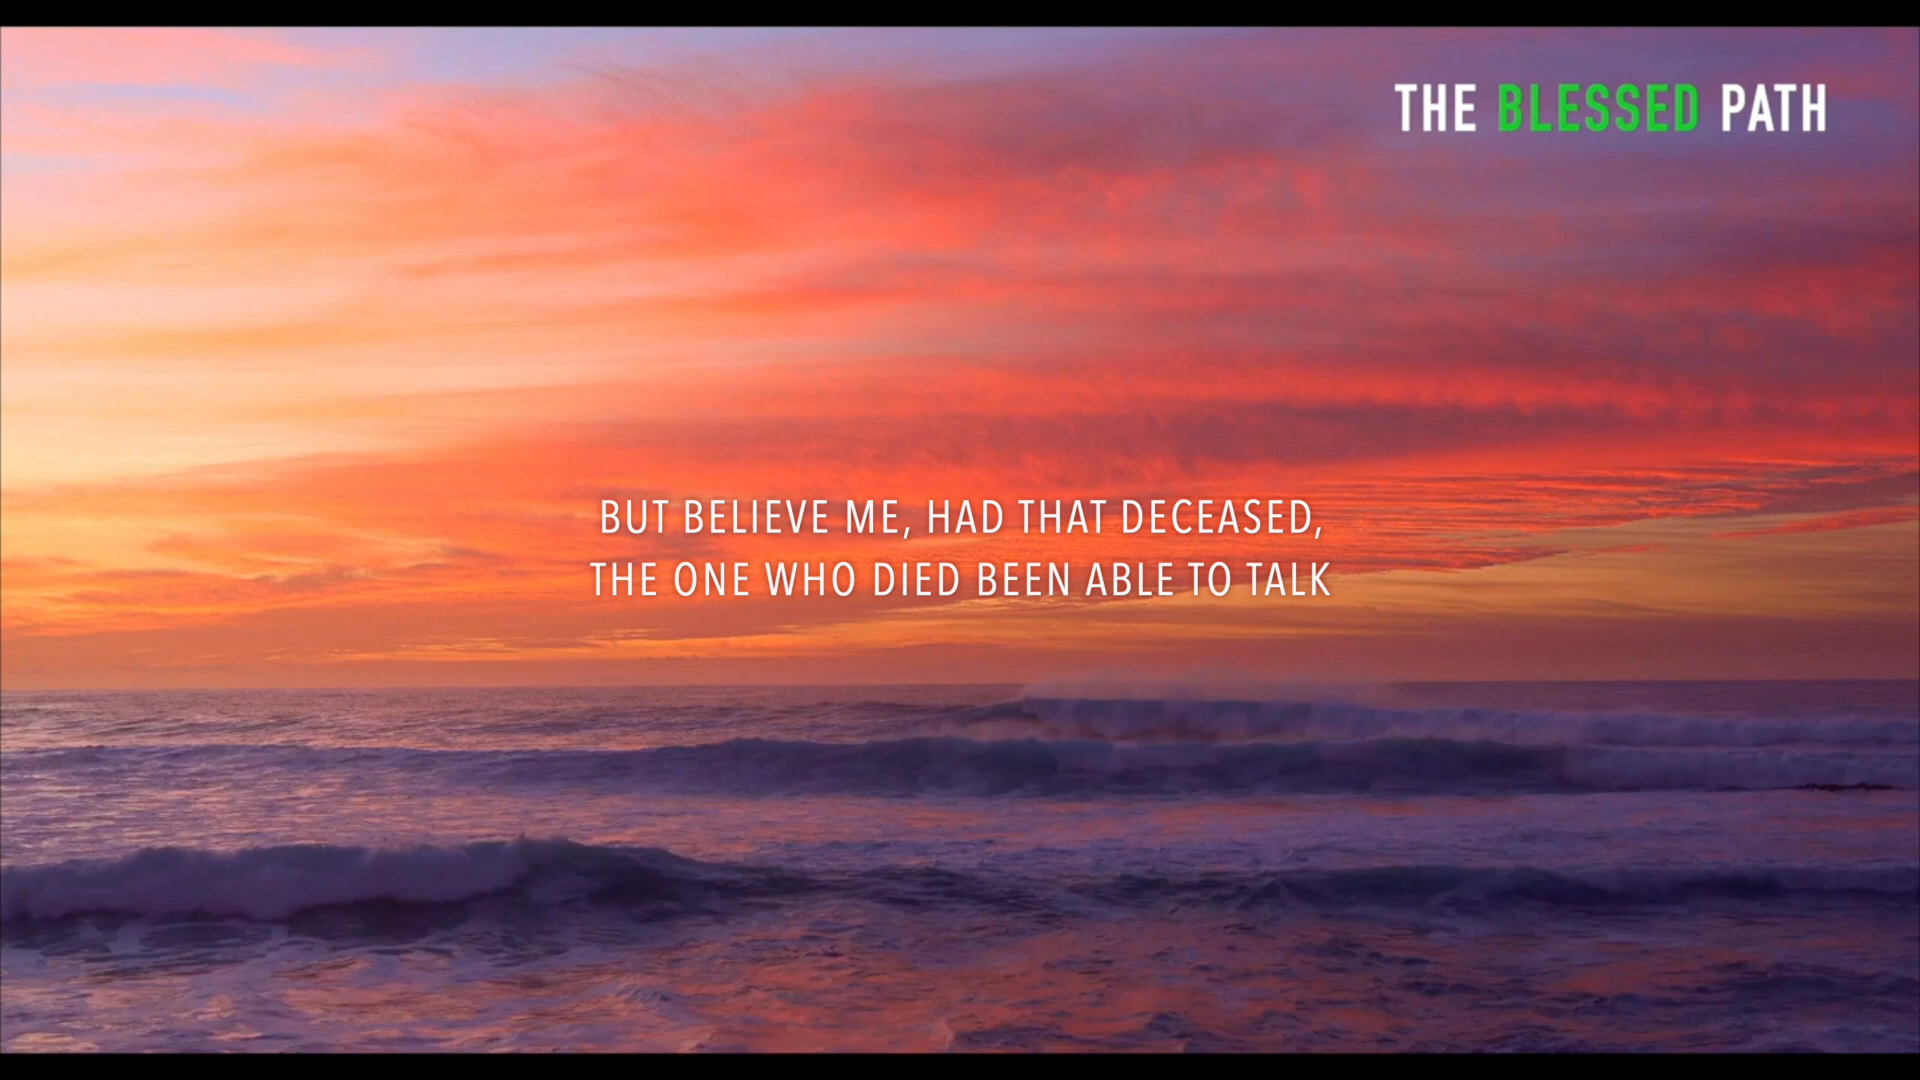 THE BLESSED PATH
BUT BELIEVE ME, HAD THAT DECEASED,
THE ONE WHO DIED BEEN ABLE TO TALK